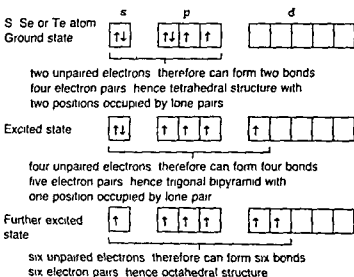 s p d
S Se or Te atom
Ground state ↑↓ ↑↓ ↑ ↑
two unpaired electrons therefore can form two bonds
four electron pairs hence tetrahedral structure with
two positions occupied by lone pairs
Excited state ↑↓ ↑ ↑ ↑ ↑
four unpaired electrons therefore can form four bonds
five electron pairs hence trigonal bipyramid with
one position occupied by lone pair
Further excited ↑ ↑ ↑ ↑ ↑ ↑
state
six unpaired electrons therefore can form six bonds
six electron pairs hence octahedral structure